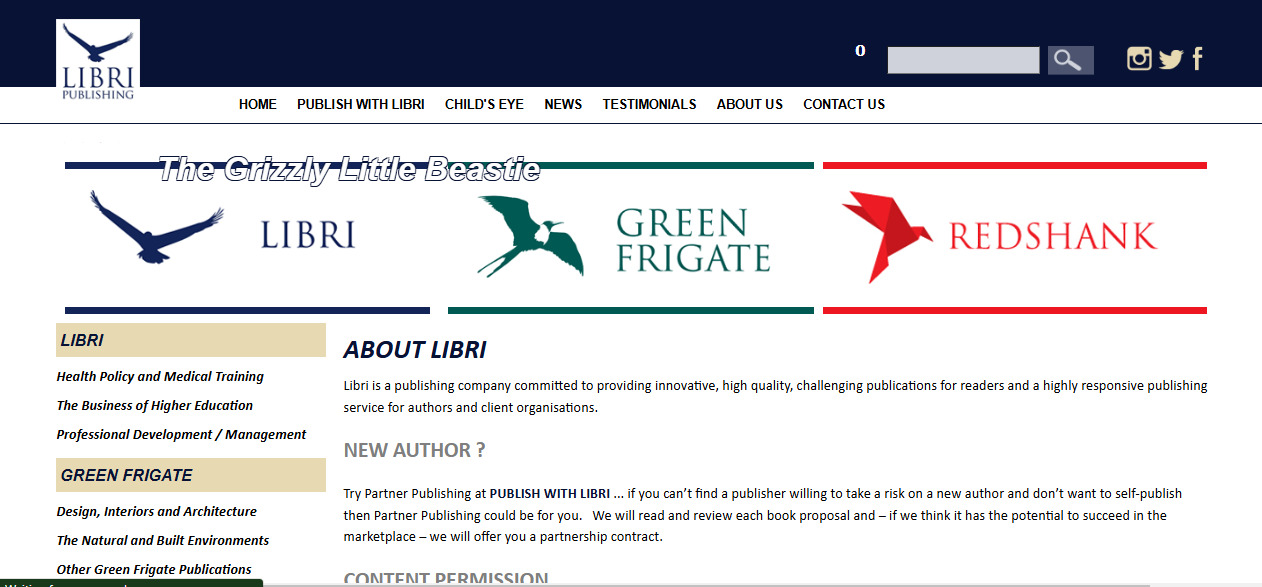 LIBRI
PUBLISHING
0
HOME PUBLISH WITH LIBRI CHILD'S EYE NEWS TESTIMONIALS ABOUT US CONTACT US
The Grizzly Little Beastie
LIBRI
GREEN
FRIGATE
REDSHANK
LIBRI
Health Policy and Medical Training
The Business of Higher Education
Professional Development / Management
GREEN FRIGATE
Design, Interiors and Architecture
The Natural and Built Environments
Other Green Frigate Publications
ABOUT LIBRI
Libri is a publishing company committed to providing innovative, high quality, challenging publications for readers and a highly responsive publishing
service for authors and client organisations.
NEW AUTHOR ?
Try Partner Publishing at PUBLISH WITH LIBRI ... if you can’t find a publisher willing to take a risk on a new author and don’t want to self-publish
then Partner Publishing could be for you. We will read and review each book proposal and – if we think it has the potential to succeed in the
marketplace – we will offer you a partnership contract.
CONTENT PERMISSION